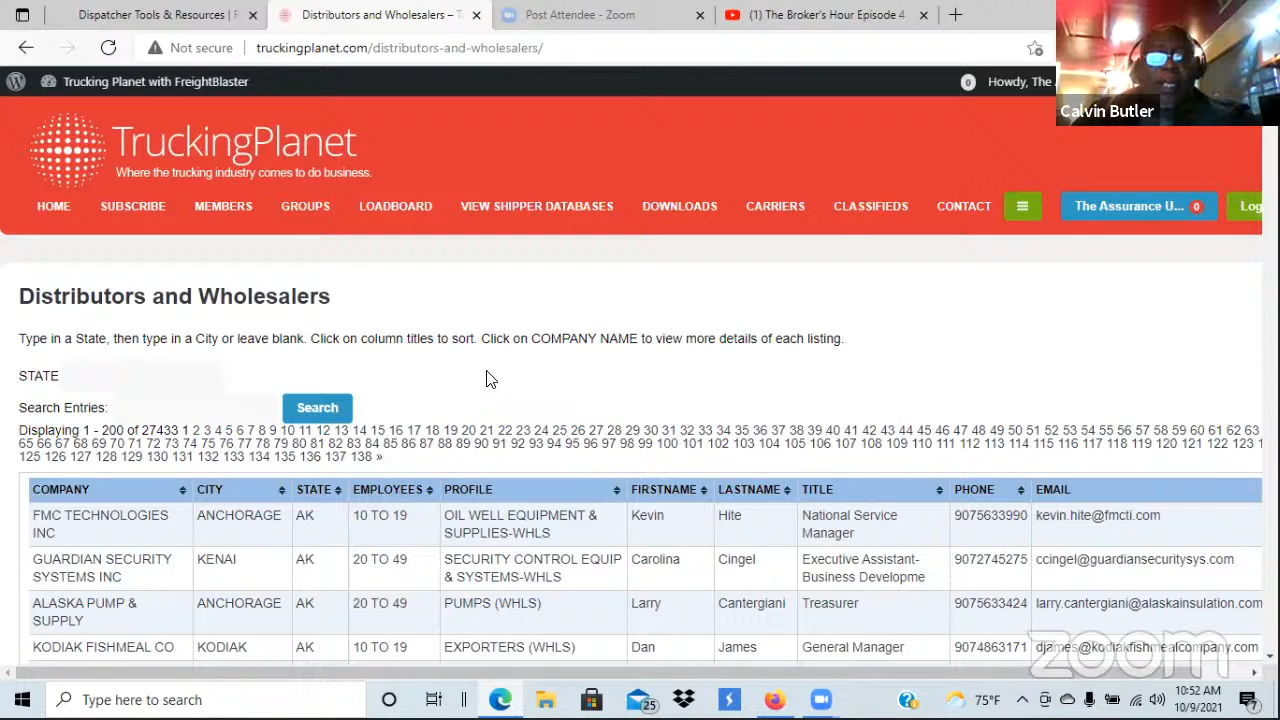 Dispatcher Tools & Resources | F
Distributors and Wholesalers – T
Post Attendee - Zoom
(1) The Broker's Hour Episode 4
Not secure
truckingplanet.com/distributors-and-wholesalers/
Calvin Butler
Trucking Planet with FreightBlaster
0
Howdy, The
TruckingPlanet
Where the trucking industry comes to do business.
HOME SUBSCRIBE MEMBERS GROUPS LOADBOARD VIEW SHIPPER DATABASES DOWNLOADS CARRIERS CLASSIFIEDS CONTACT The Assurance U... 0 Log
Distributors and Wholesalers
Type in a State, then type in a City or leave blank. Click on column titles to sort. Click on COMPANY NAME to view more details of each listing.
STATE
Search Entries: Search
Displaying 1 - 200 of 27433 1 2 3 4 5 6 7 8 9 10 11 12 13 14 15 16 17 18 19 20 21 22 23 24 25 26 27 28 29 30 31 32 33 34 35 36 37 38 39 40 41 42 43 44 45 46 47 48 49 50 51 52 53 54 55 56 57 58 59 60 61 62 63
65 66 67 68 69 70 71 72 73 74 75 76 77 78 79 80 81 82 83 84 85 86 87 88 89 90 91 92 93 94 95 96 97 98 99 100 101 102 103 104 105 106 107 108 109 110 111 112 113 114 115 116 117 118 119 120 121 122 123 1
125 126 127 128 129 130 131 132 133 134 135 136 137 138 »
COMPANY CITY STATE EMPLOYEES PROFILE FIRSTNAME LASTNAME TITLE PHONE EMAIL
FMC TECHNOLOGIES INC ANCHORAGE AK 10 TO 19 OIL WELL EQUIPMENT & SUPPLIES-WHLS Kevin Hite National Service Manager 9075633990 kevin.hite@fmcti.com
GUARDIAN SECURITY SYSTEMS INC KENAI AK 20 TO 49 SECURITY CONTROL EQUIP & SYSTEMS-WHLS Carolina Cingel Executive Assistant-Business Developme 9072745275 ccingel@guardiansecuritysys.com
ALASKA PUMP & SUPPLY ANCHORAGE AK 20 TO 49 PUMPS (WHLS) Larry Cantergiani Treasurer 9075633424 larry.cantergiani@alaskainsulation.com
KODIAK FISHMEAL CO KODIAK AK 10 TO 19 EXPORTERS (WHLS) Dan James General Manager 9074863171 djames@kodiakfishmealcompany.com
zoom
Type here to search
25
75°F
10:52 AM
10/9/2021
7